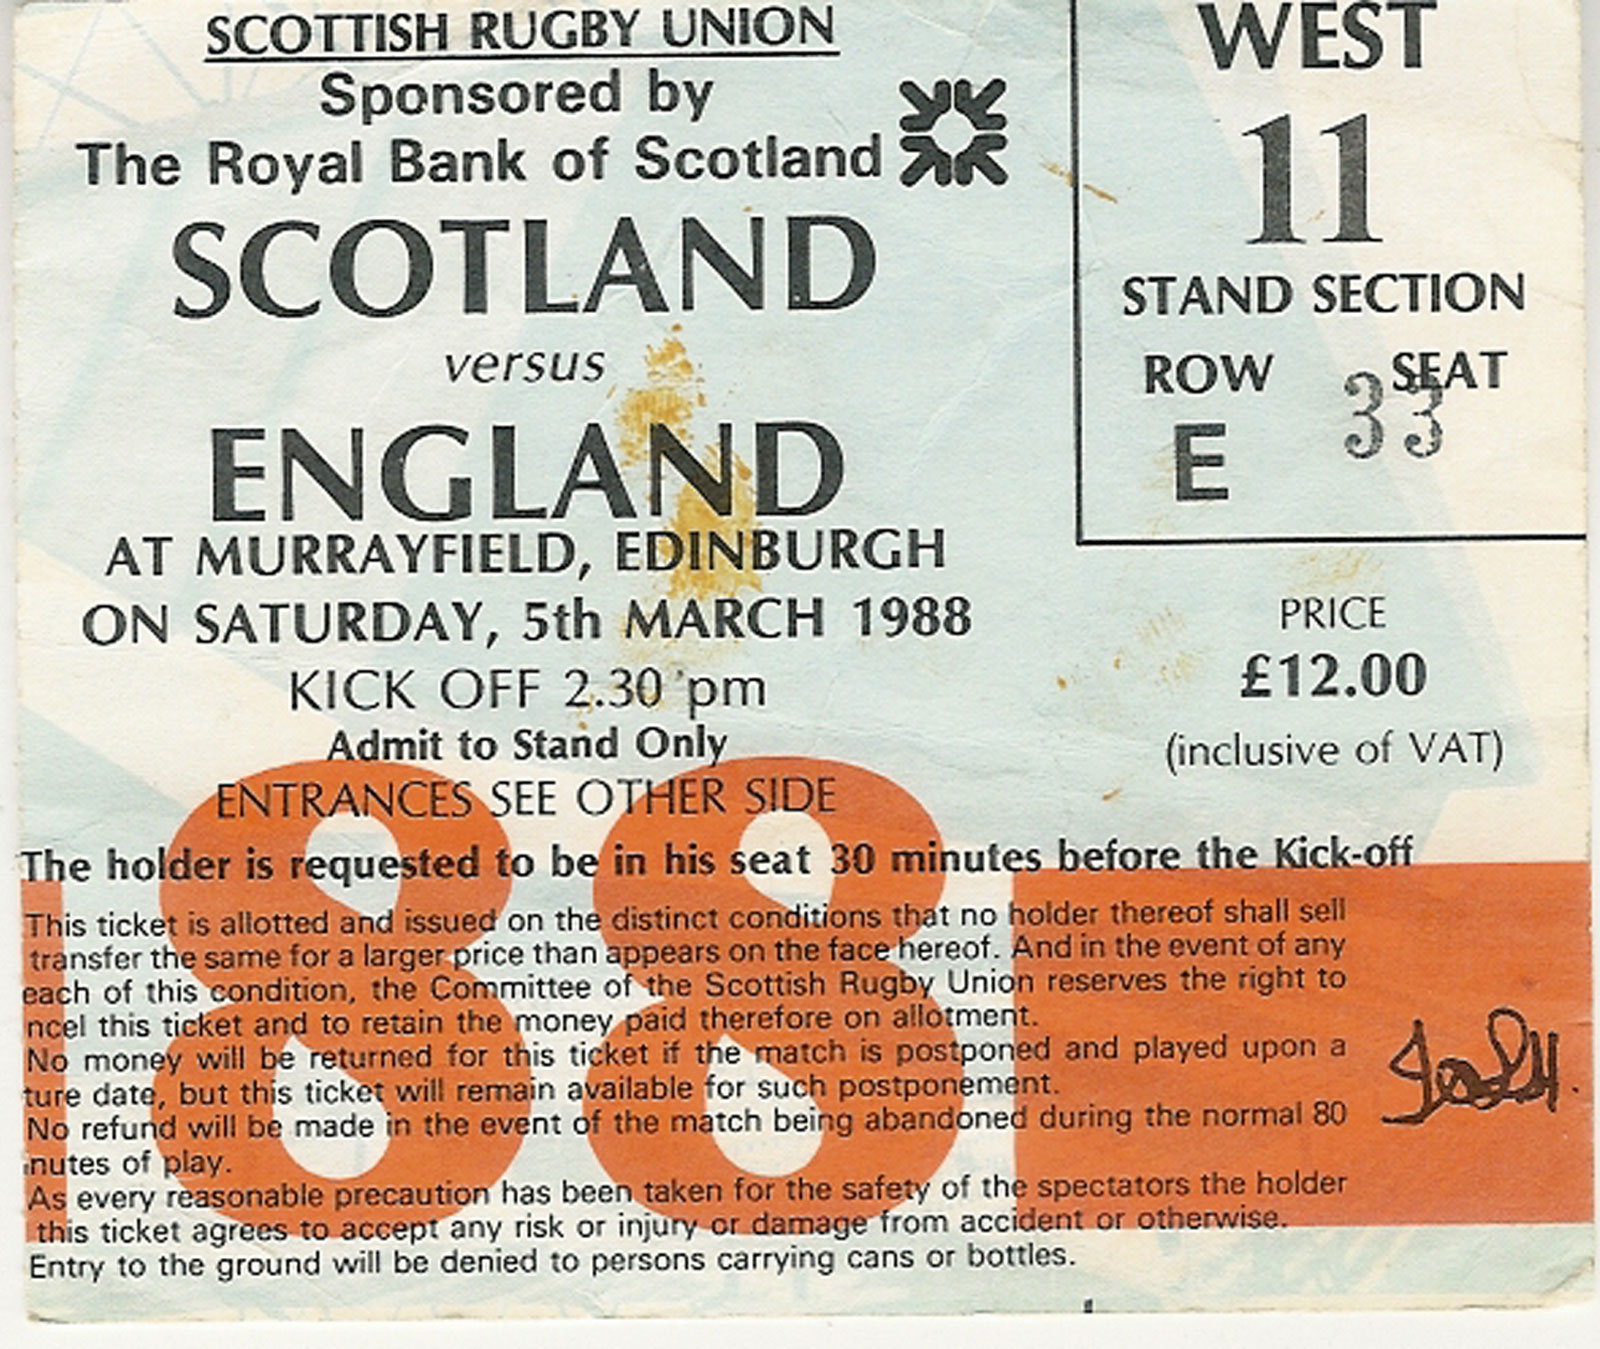 SCOTTISH RUGBY UNION
Sponsored by
The Royal Bank of Scotland
SCOTLAND
versus
ENGLAND
AT MURRAYFIELD, EDINBURGH
ON SATURDAY, 5th MARCH 1988
KICK OFF 2.30 pm
Admit to Stand Only
ENTRANCES SEE OTHER SIDE
WEST
11
STAND SECTION
ROW SEAT
E 33
PRICE
£12.00
(inclusive of VAT)
The holder is requested to be in his seat 30 minutes before the Kick-off
This ticket is allotted and issued on the distinct conditions that no holder thereof shall sell
transfer the same for a larger price than appears on the face hereof. And in the event of any
each of this condition, the Committee of the Scottish Rugby Union reserves the right to
ncel this ticket and to retain the money paid therefore on allotment.
No money will be returned for this ticket if the match is postponed and played upon a
ture date, but this ticket will remain available for such postponement.
No refund will be made in the event of the match being abandoned during the normal 80
nutes of play.
As every reasonable precaution has been taken for the safety of the spectators the holder
this ticket agrees to accept any risk or injury or damage from accident or otherwise.
Entry to the ground will be denied to persons carrying cans or bottles.
188